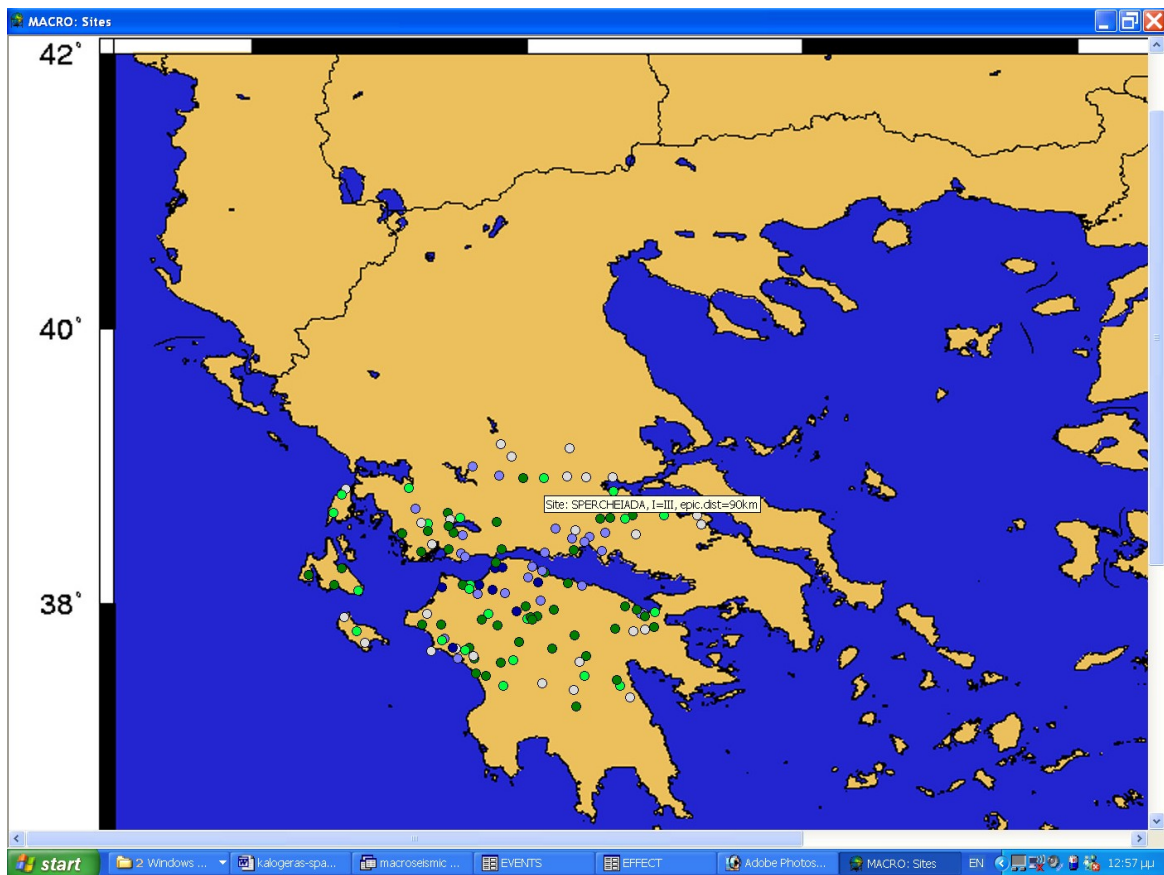 MACRO: Sites
42°
40°
Site: SPERCHEIADA, I=III, epic.dist=90km
38°
start
2 Windows ...
kalogeras-spa...
macroseismic ...
EVENTS
EFFECT
Adobe Photos...
MACRO: Sites
EN
12:57 μμ